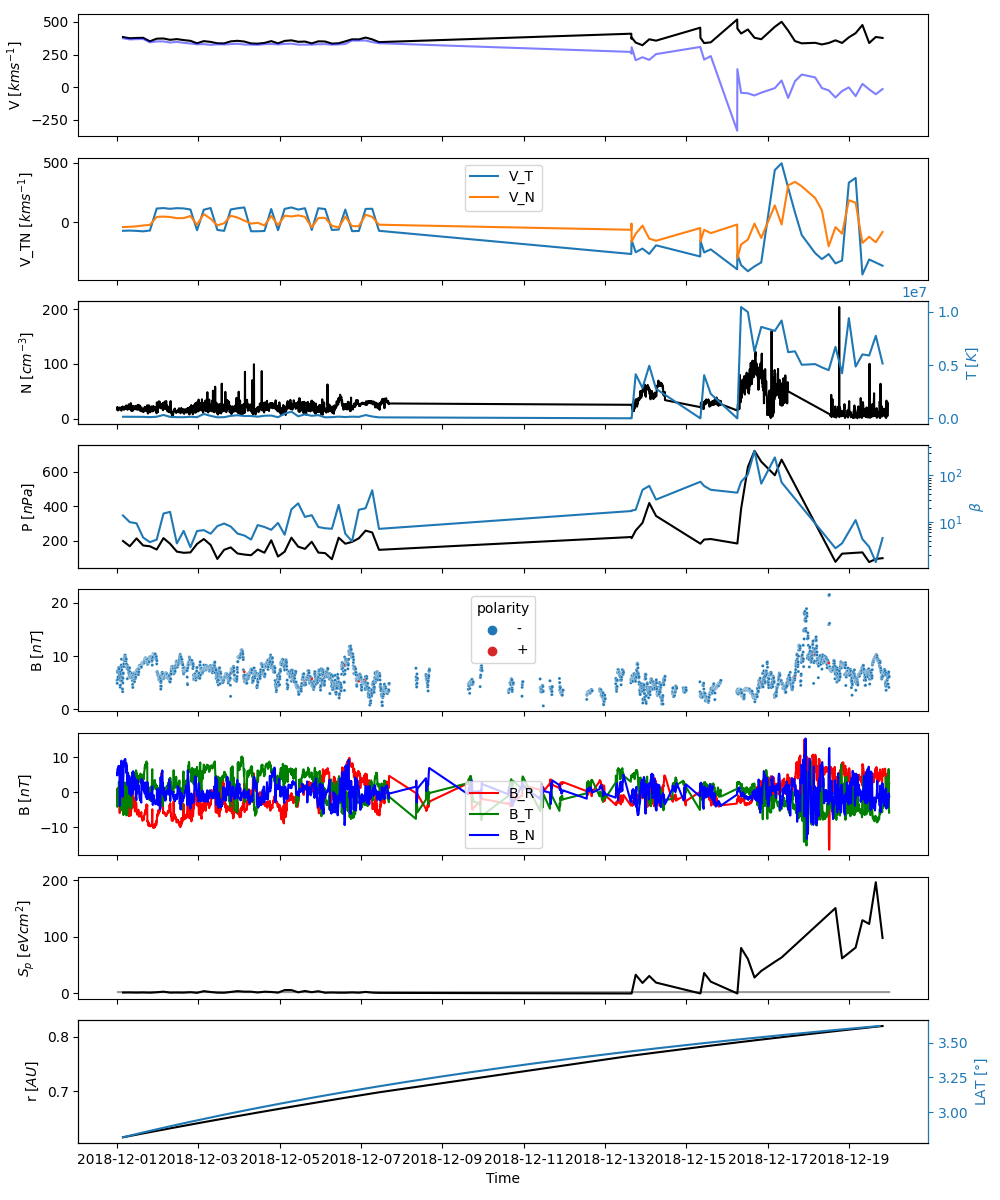 500
250
0
−250
V [kms⁻¹]
500
0
V_TN [kms⁻¹]
V_T
V_N
1e7
200
100
0
N [cm⁻³]
1.0
0.5
0.0
T [K]
600
400
200
P [nPa]
10²
10¹
β
20
10
0
B [nT]
polarity
-
+
10
0
−10
B [nT]
B_R
B_T
B_N
200
100
0
Sₚ [eVcm²]
0.8
0.7
r [AU]
3.50
3.25
3.00
LAT [°]
2018-12-01 2018-12-03 2018-12-05 2018-12-07 2018-12-09 2018-12-11 2018-12-13 2018-12-15 2018-12-17 2018-12-19
Time